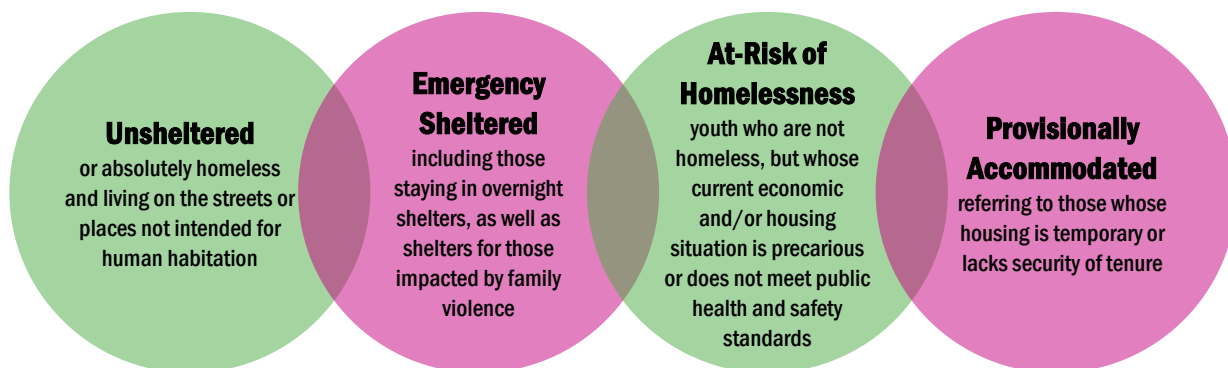 Unsheltered
or absolutely homeless
and living on the streets or
places not intended for
human habitation
Emergency
Sheltered
including those
staying in overnight
shelters, as well as
shelters for those
impacted by family
violence
At-Risk of
Homelessness
youth who are not
homeless, but whose
current economic
and/or housing
situation is precarious
or does not meet public
health and safety
standards
Provisionally
Accommodated
referring to those whose
housing is temporary or
lacks security of tenure